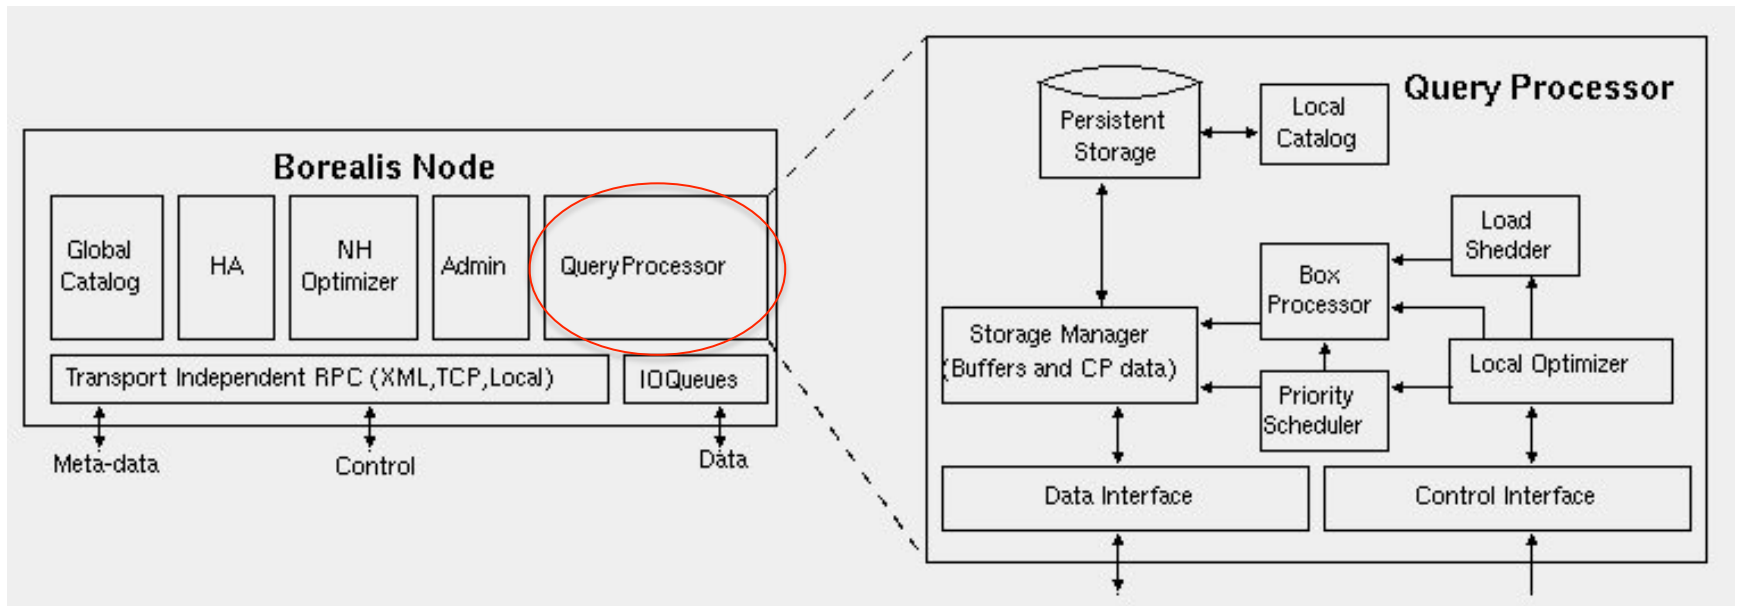 Borealis Node
Global
Catalog
HA
NH
Optimizer
Admin
QueryProcessor
Transport Independent RPC (XML,TCP,Local)
IOQueues
Meta-data
Control
Data
Query Processor
Persistent
Storage
Local
Catalog
Load
Shedder
Box
Processor
Storage Manager
(Buffers and CP data)
Local Optimizer
Priority
Scheduler
Data Interface
Control Interface